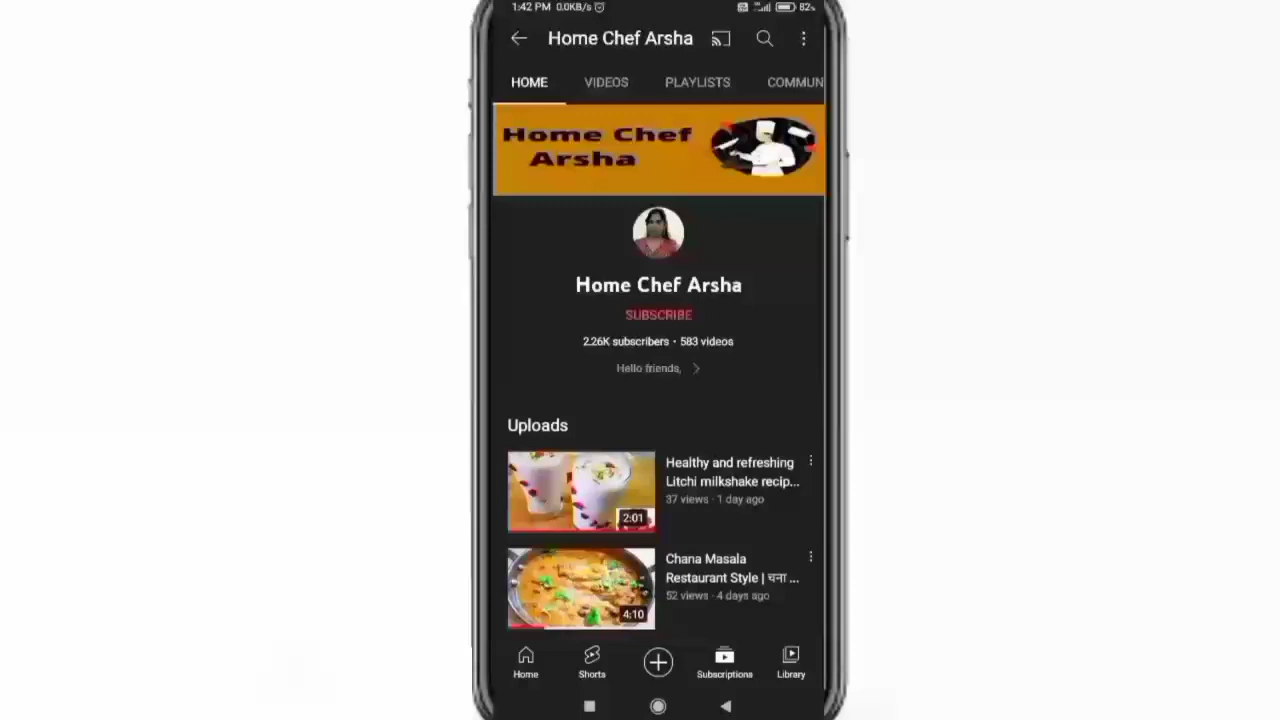 1:42 PM 0.0KB/s 82%
Home Chef Arsha
HOME VIDEOS PLAYLISTS COMMUN
Home Chef
Arsha
Home Chef Arsha
SUBSCRIBE
2.26K subscribers • 583 videos
Hello friends,
Uploads
Healthy and refreshing
Litchi milkshake recip...
37 views · 1 day ago
2:01
Chana Masala
Restaurant Style | चना ...
52 views · 4 days ago
4:10
Home Shorts Subscriptions Library